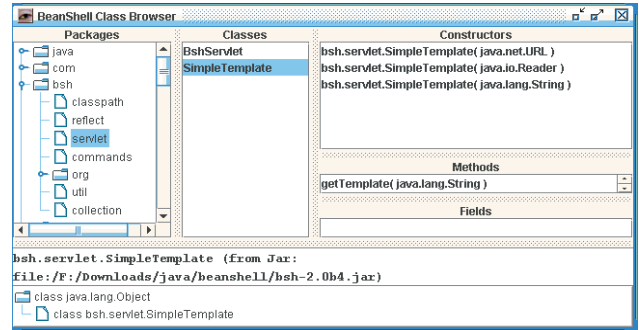 BeanShell Class Browser
Packages
java
com
bsh
classpath
reflect
servlet
commands
org
util
collection
Classes
BshServlet
SimpleTemplate
Constructors
bsh.servlet.SimpleTemplate( java.net.URL )
bsh.servlet.SimpleTemplate( java.io.Reader )
bsh.servlet.SimpleTemplate( java.lang.String )
Methods
getTemplate( java.lang.String )
Fields
bsh.servlet.SimpleTemplate (from Jar:
file:/F:/Downloads/java/beanshell/bsh-2.0b4.jar)
class java.lang.Object
class bsh.servlet.SimpleTemplate